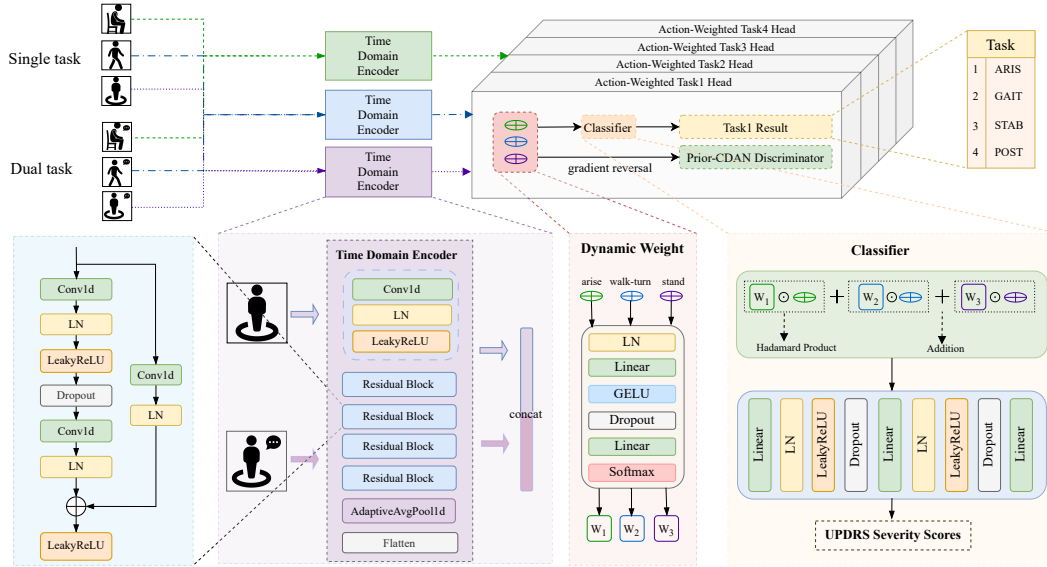 Single task
Dual task
Time
Domain
Encoder
Time
Domain
Encoder
Time
Domain
Encoder
Action-Weighted Task4 Head
Action-Weighted Task3 Head
Action-Weighted Task2 Head
Action-Weighted Task1 Head
Classifier
Task1 Result
gradient reversal
Prior-CDAN Discriminator
Task
1 ARIS
2 GAIT
3 STAB
4 POST
Conv1d
LN
LeakyReLU
Dropout
Conv1d
LN
LeakyReLU
Conv1d
LN
Time Domain Encoder
Conv1d
LN
LeakyReLU
Residual Block
Residual Block
Residual Block
Residual Block
AdaptiveAvgPool1d
Flatten
concat
Dynamic Weight
arise walk-turn stand
LN
Linear
GELU
Dropout
Linear
Softmax
W1 W2 W3
Classifier
W1 ⊙ + W2 ⊙ + W3 ⊙
Hadamard Product
Addition
Linear
LN
LeakyReLU
Dropout
Linear
LN
LeakyReLU
Dropout
Linear
UPDRS Severity Scores